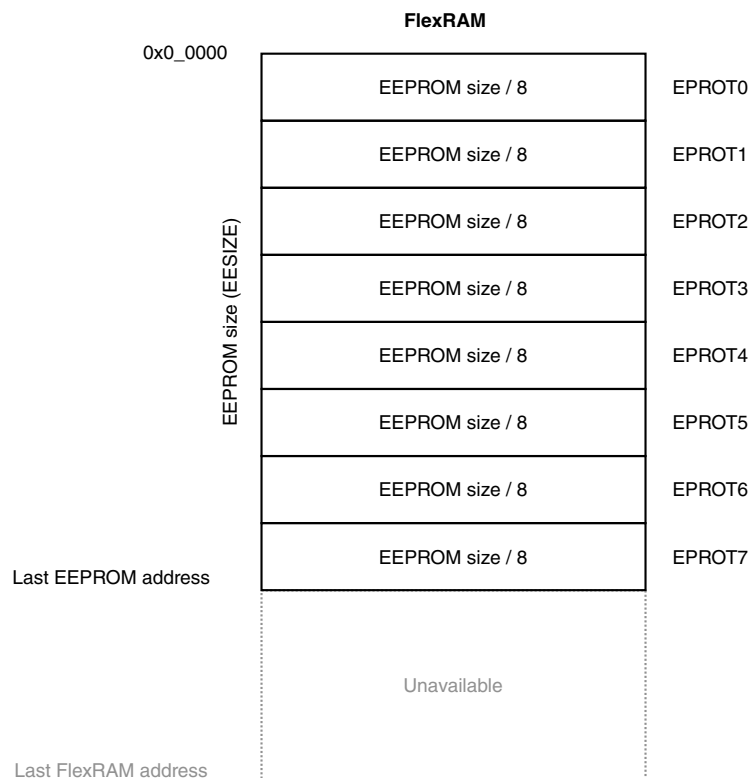 FlexRAM
0x0_0000
EEPROM size / 8 EPROT0
EEPROM size / 8 EPROT1
EEPROM size / 8 EPROT2
EEPROM size / 8 EPROT3
EEPROM size / 8 EPROT4
EEPROM size / 8 EPROT5
EEPROM size / 8 EPROT6
EEPROM size / 8 EPROT7
EEPROM size (EESIZE)
Last EEPROM address
Unavailable
Last FlexRAM address